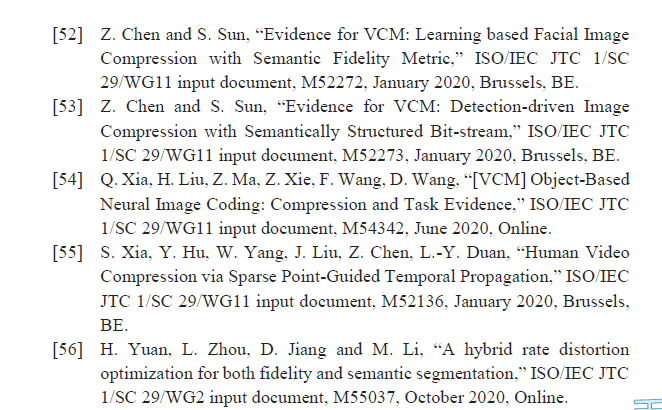 [52] Z. Chen and S. Sun, “Evidence for VCM: Learning based Facial Image
Compression with Semantic Fidelity Metric,” ISO/IEC JTC 1/SC
29/WG11 input document, M52272, January 2020, Brussels, BE.
[53] Z. Chen and S. Sun, “Evidence for VCM: Detection-driven Image
Compression with Semantically Structured Bit-stream,” ISO/IEC JTC
1/SC 29/WG11 input document, M52273, January 2020, Brussels, BE.
[54] Q. Xia, H. Liu, Z. Ma, Z. Xie, F. Wang, D. Wang, “[VCM] Object-Based
Neural Image Coding: Compression and Task Evidence,” ISO/IEC JTC
1/SC 29/WG11 input document, M54342, June 2020, Online.
[55] S. Xia, Y. Hu, W. Yang, J. Liu, Z. Chen, L.-Y. Duan, “Human Video
Compression via Sparse Point-Guided Temporal Propagation,” ISO/IEC
JTC 1/SC 29/WG11 input document, M52136, January 2020, Brussels,
BE.
[56] H. Yuan, L. Zhou, D. Jiang and M. Li, “A hybrid rate distortion
optimization for both fidelity and semantic segmentation,” ISO/IEC JTC
1/SC 29/WG2 input document, M55037, October 2020, Online.